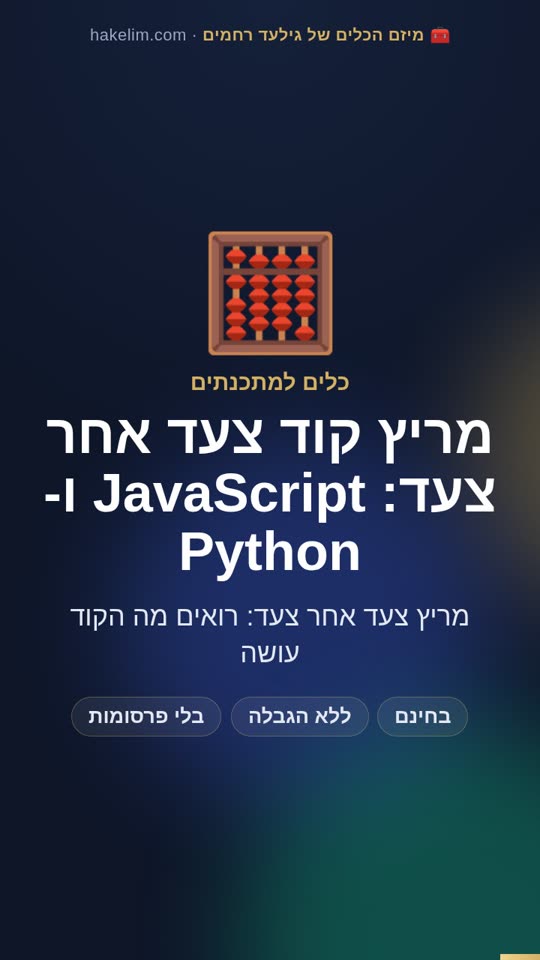 🧰 מיזם הכלים של גילעד רחמים · hakelim.com
כלים למתכנתים
מריץ קוד צעד אחר
צעד: JavaScript ו-
Python
מריץ צעד אחר צעד: רואים מה הקוד
עושה
בחינם
ללא הגבלה
בלי פרסומות